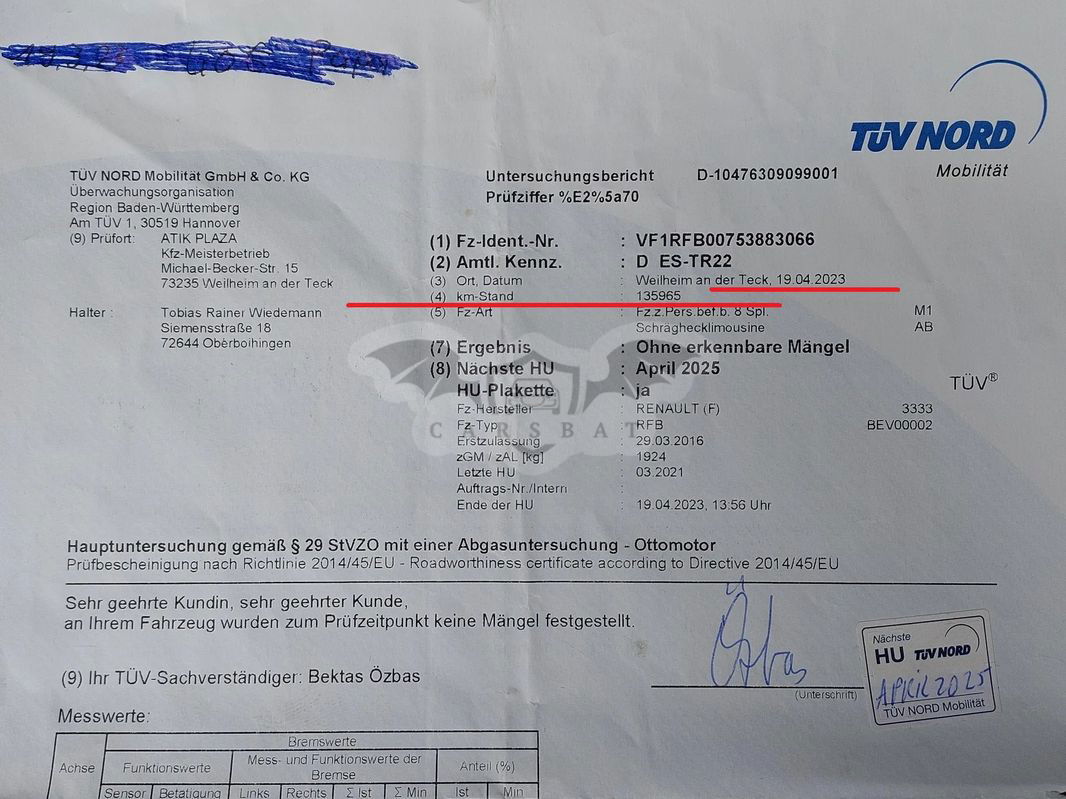 TÜV NORD
Mobilität
TÜV NORD Mobilität GmbH & Co. KG
Überwachungsorganisation
Region Baden-Württemberg
Am TÜV 1, 30519 Hannover
(9) Prüfort: ATIK PLAZA
Kfz-Meisterbetrieb
Michael-Becker-Str. 15
73235 Weilheim an der Teck
Halter : Tobias Rainer Wiedemann
Siemensstraße 18
72644 Oberboihingen
Untersuchungsbericht D-10476309099001
Prüfziffer %E2%5a70
(1) Fz-Ident.-Nr. : VF1RFB00753883066
(2) Amtl. Kennz. : D ES-TR22
(3) Ort, Datum : Weilheim an der Teck, 19.04.2023
(4) km-Stand : 135965
(5) Fz-Art : Fz.z.Pers.bef.b. 8 Spl. M1
Schräghecklimousine AB
(7) Ergebnis : Ohne erkennbare Mängel
(8) Nächste HU : April 2025
HU-Plakette : ja
TÜV®
Fz-Hersteller : RENAULT (F) 3333
Fz-Typ : RFB BEV00002
Erstzulassung : 29.03.2016
zGM / zAL [kg] : 1924
Letzte HU : 03.2021
Auftrags-Nr./Intern :
Ende der HU : 19.04.2023, 13:56 Uhr
CARSBAT
Hauptuntersuchung gemäß § 29 StVZO mit einer Abgasuntersuchung - Ottomotor
Prüfbescheinigung nach Richtlinie 2014/45/EU - Roadworthiness certificate according to Directive 2014/45/EU
Sehr geehrte Kundin, sehr geehrter Kunde,
an Ihrem Fahrzeug wurden zum Prüfzeitpunkt keine Mängel festgestellt.
(9) Ihr TÜV-Sachverständiger: Bektas Özbas
Özbas
(Unterschrift)
Nächste
HU TÜV NORD
APRIL 2025
TÜV NORD Mobilität
Messwerte:
Achse
Bremswerte
Funktionswerte
Mess- und Funktionswerte der Bremse
Anteil (%)
Sensor Betätigung Links Rechts Σ Ist Σ Min Ist Min